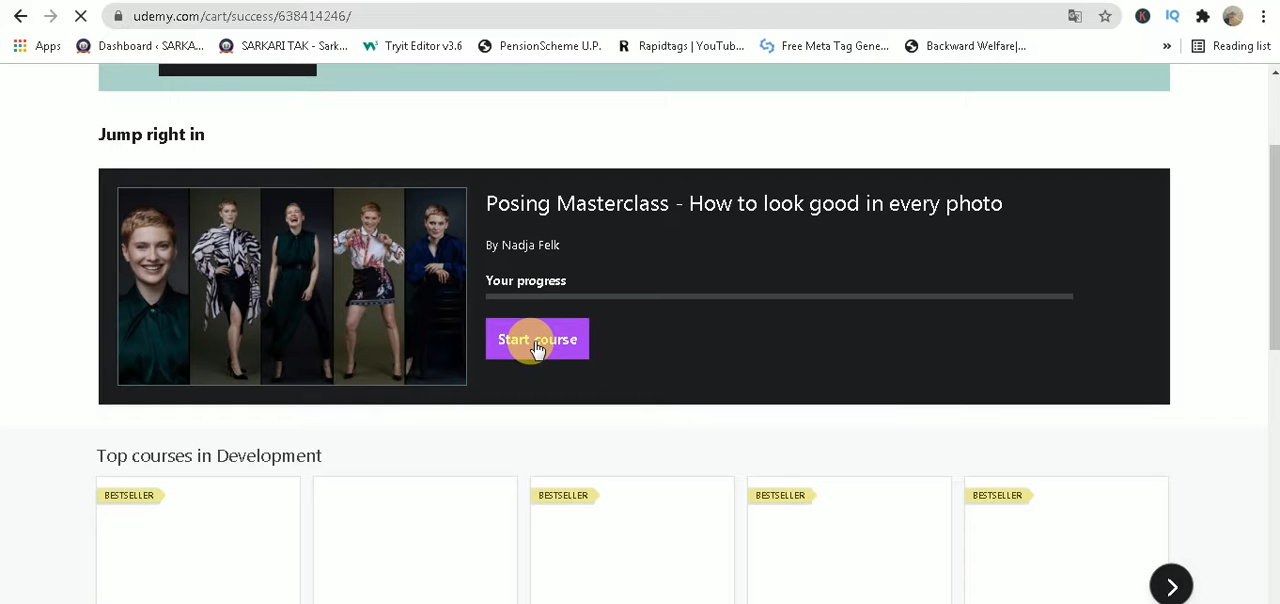 udemy.com/cart/success/638414246/
Apps Dashboard ‹ SARKA... SARKARI TAK - Sark... Tryit Editor v3.6 PensionScheme U.P. Rapidtags | YouTub... Free Meta Tag Gene... Backward Welfare|... » Reading list
Jump right in
Posing Masterclass - How to look good in every photo
By Nadja Felk
Your progress
Start course
Top courses in Development
BESTSELLER BESTSELLER BESTSELLER BESTSELLER